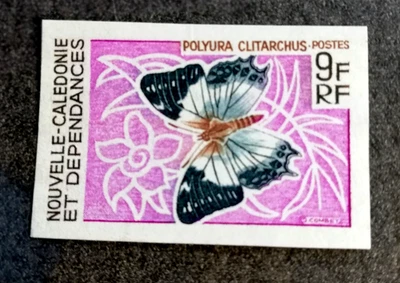 POLYURA CLITARCHUS-POSTES
9F
RF
NOUVELLE-CALEDONIE
ET DEPENDANCES